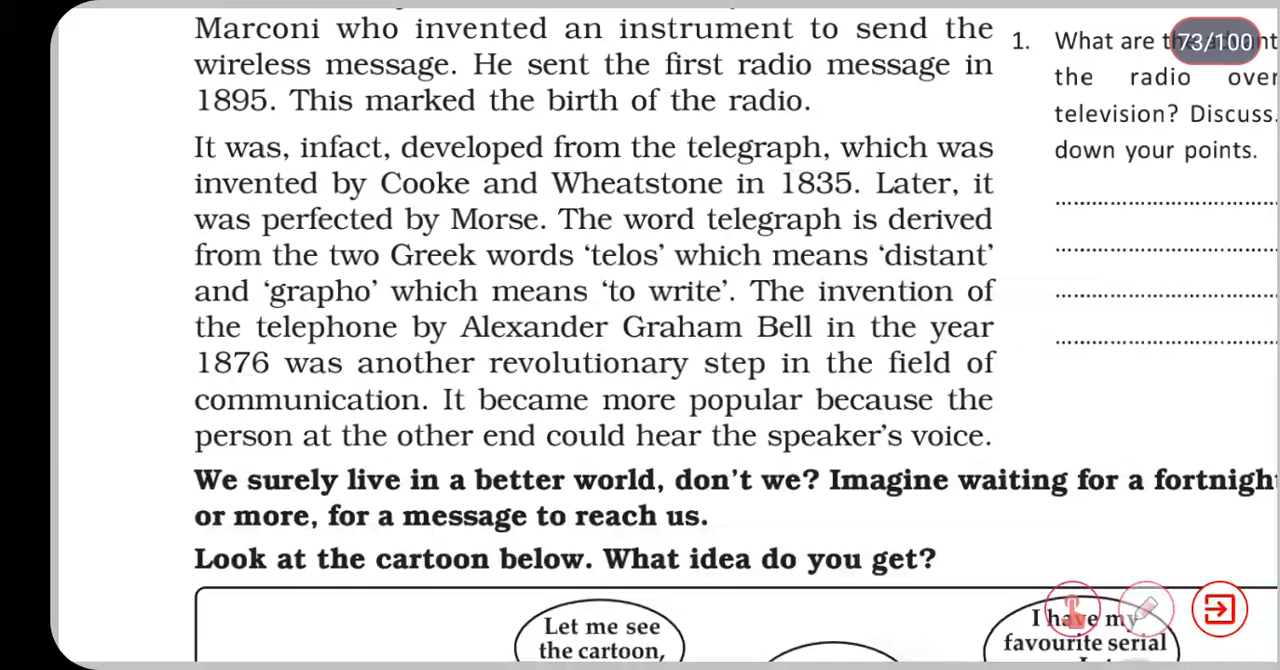 Marconi who invented an instrument to send the
wireless message. He sent the first radio message in
1895. This marked the birth of the radio.
It was, infact, developed from the telegraph, which was
invented by Cooke and Wheatstone in 1835. Later, it
was perfected by Morse. The word telegraph is derived
from the two Greek words ‘telos’ which means ‘distant’
and ‘grapho’ which means ‘to write’. The invention of
the telephone by Alexander Graham Bell in the year
1876 was another revolutionary step in the field of
communication. It became more popular because the
person at the other end could hear the speaker’s voice.
We surely live in a better world, don’t we? Imagine waiting for a
or more, for a message to reach us.
Look at the cartoon below. What idea do you get?
Let me see
the cartoon,
I have my
favourite serial
73/100
1. What are
the radio over
television? Discuss.
down your points.